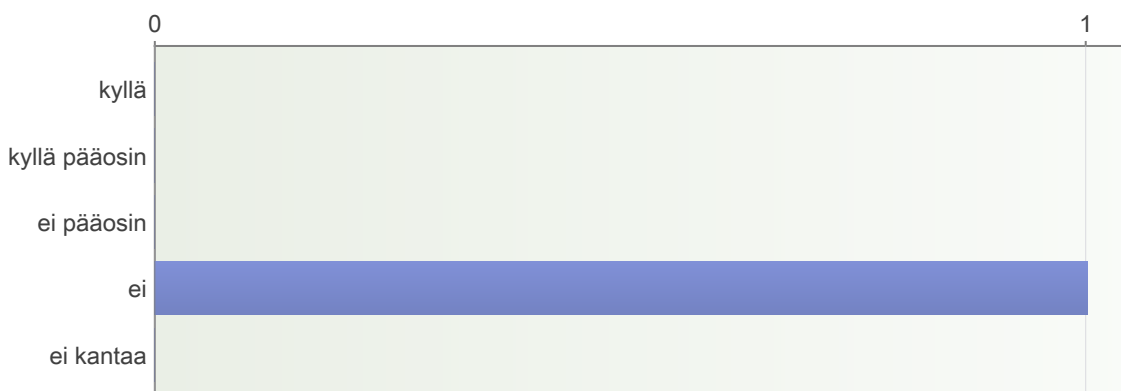 0 1
kyllä
kyllä pääosin
ei pääosin
ei
ei kantaa